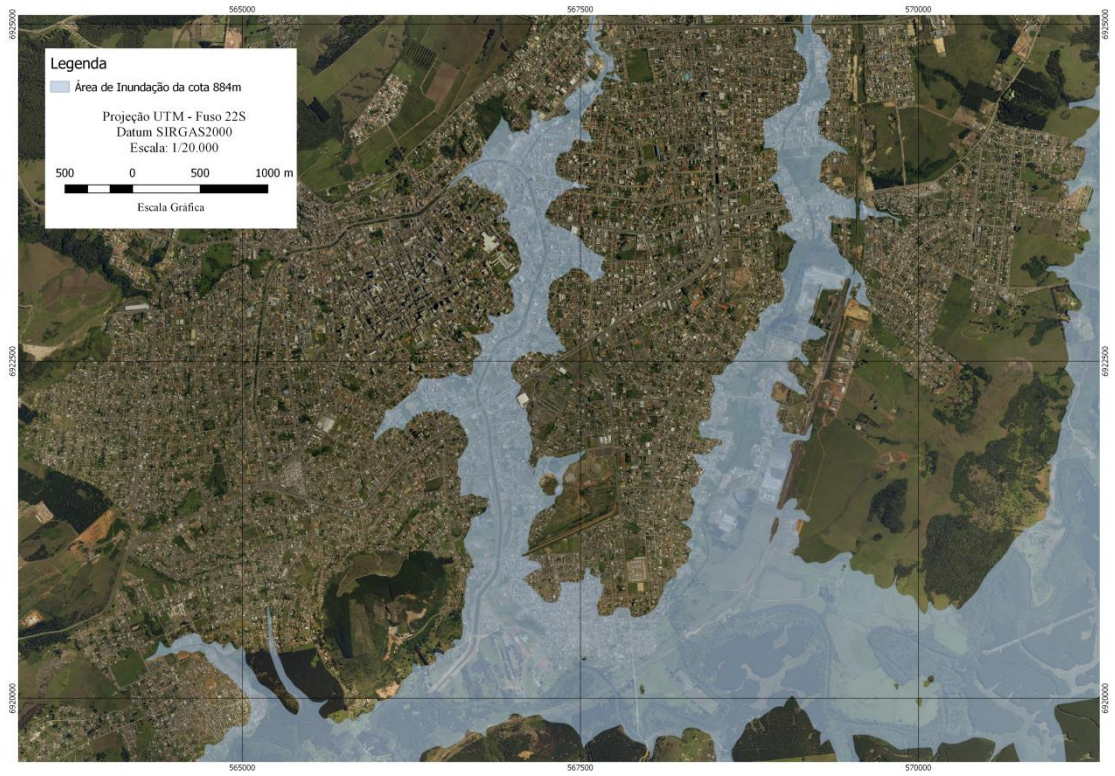 565000 567500 570000
6925000 6925000
Legenda
Área de Inundação da cota 884m
Projeção UTM - Fuso 22S
Datum SIRGAS2000
Escala: 1/20.000
500 0 500 1000 m
Escala Gráfica
6922500 6922500
6920000 6920000
565000 567500 570000